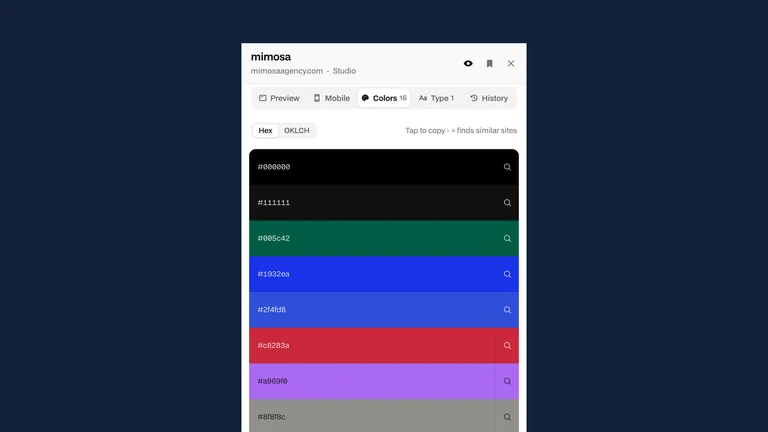 mimosa
mimosaagency.com · Studio
Preview Mobile Colors 16 Aa Type 1 History
Hex OKLCH Tap to copy · ⌕ finds similar sites
#000000
#111111
#005c42
#1932ea
#2f4fd8
#c8283a
#a969f0
#8f8f8c